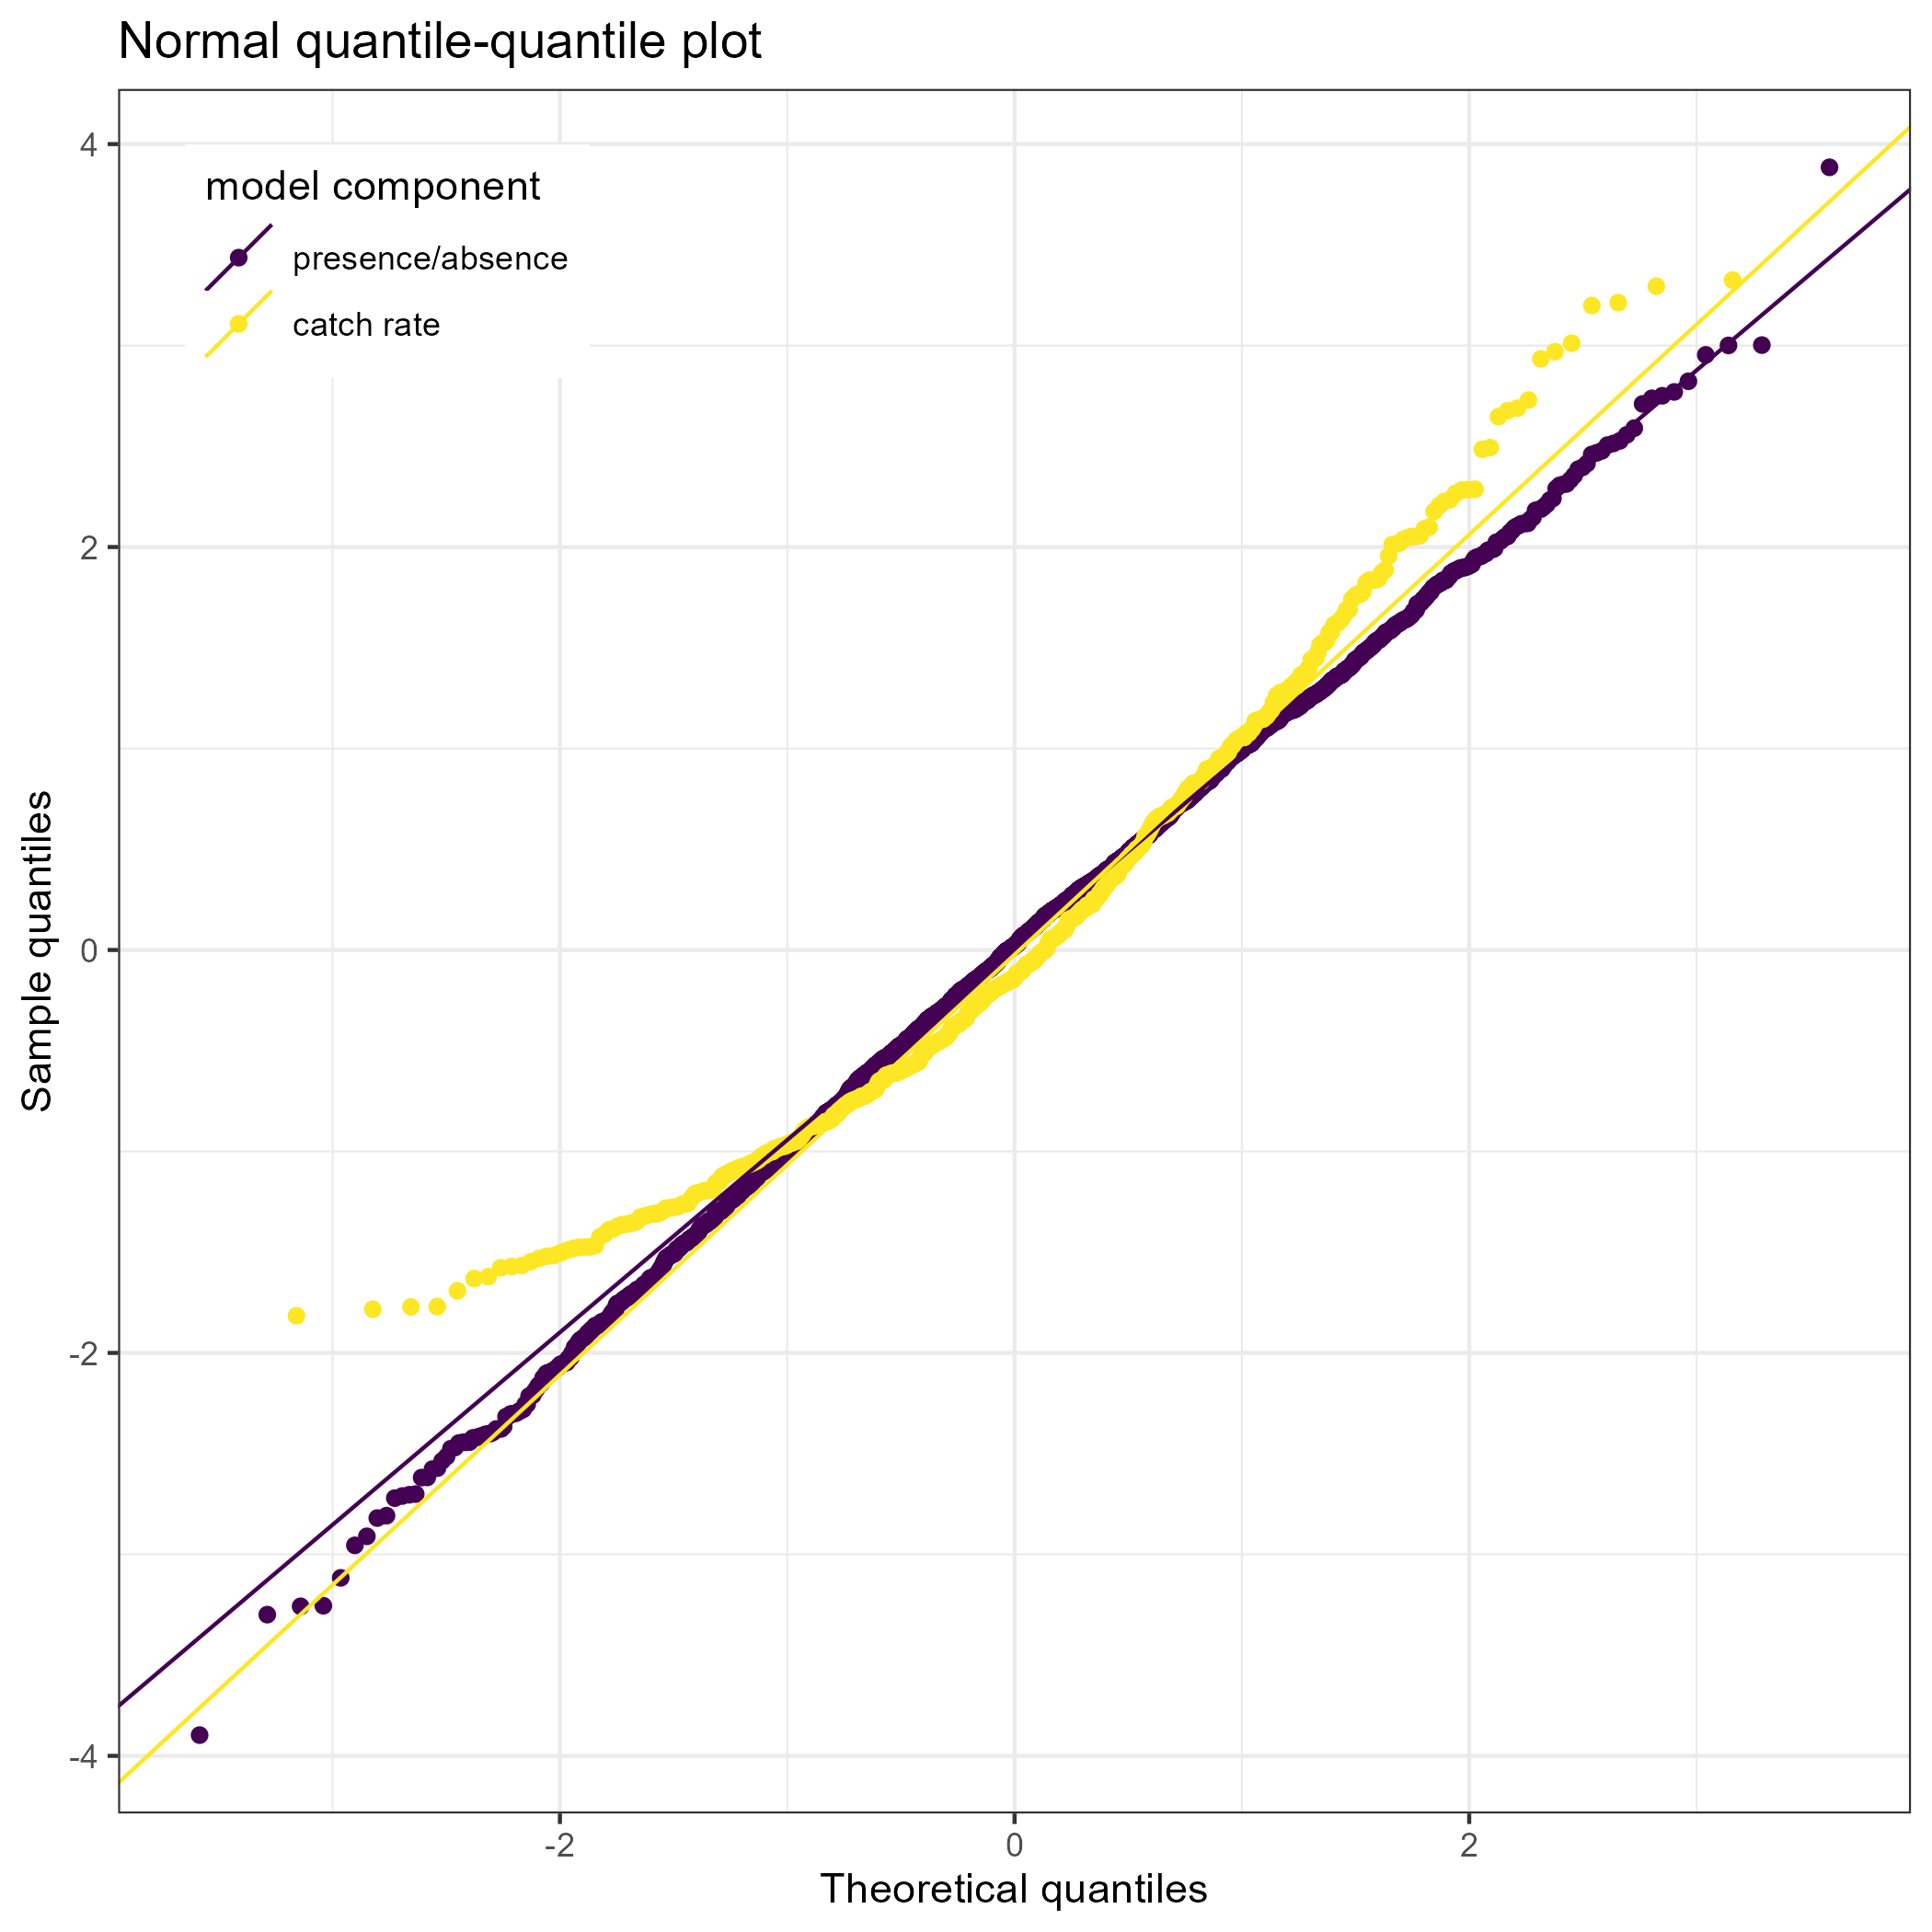 Normal quantile-quantile plot
model component
presence/absence
catch rate
4
2
0
-2
-4
Sample quantiles
-2
0
2
Theoretical quantiles